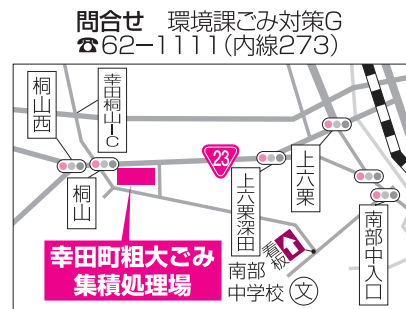 問合せ 環境課ごみ対策G
☎62−1111(内線273)
桐山西
幸田桐山IC
桐山
23
上六栗深田
上六栗
南部中入口
看板
幸田町粗大ごみ
集積処理場
南部
中学校 文